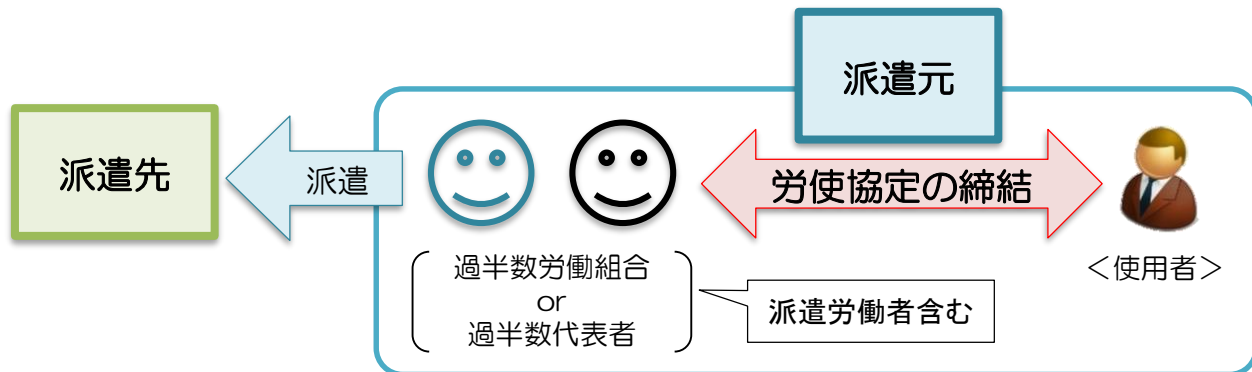 派遣元
派遣先
派遣
労使協定の締結
過半数労働組合
or
過半数代表者
派遣労働者含む
＜使用者＞